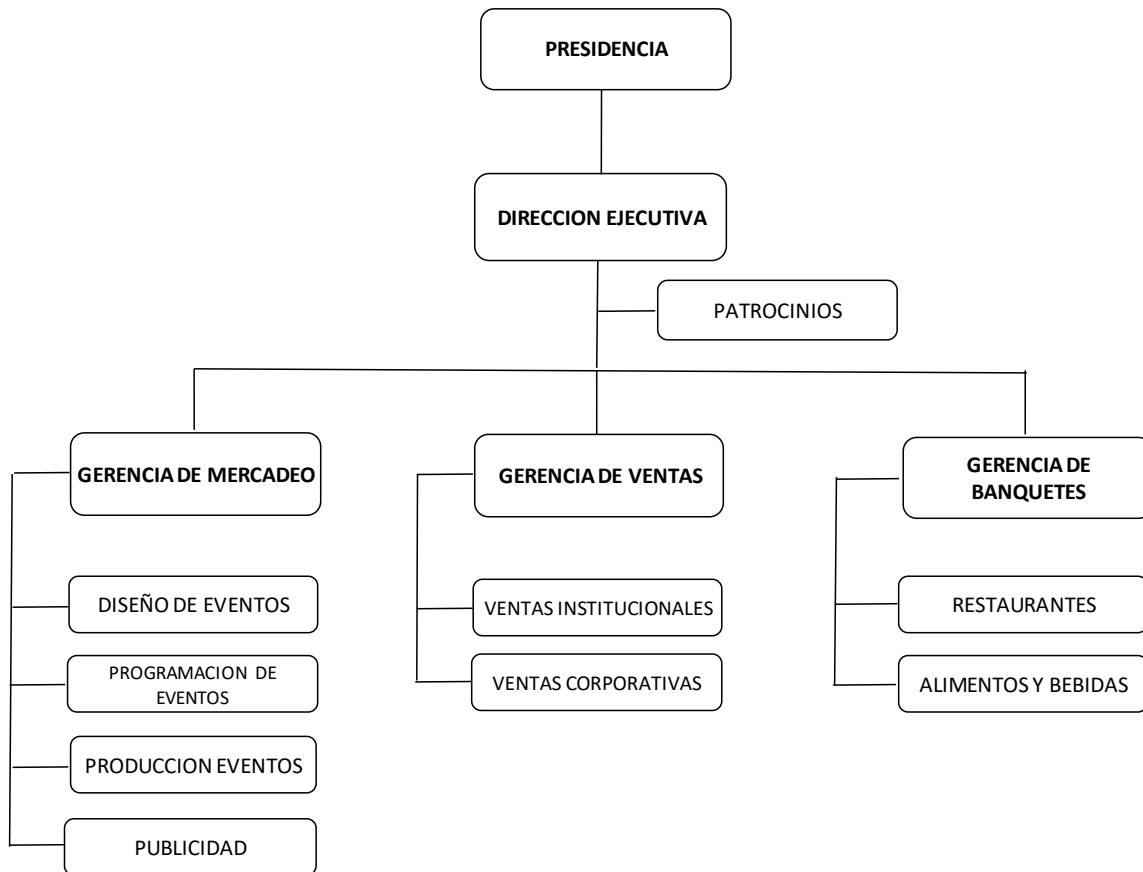 PRESIDENCIA
DIRECCION EJECUTIVA
PATROCINIOS
GERENCIA DE MERCADEO
GERENCIA DE VENTAS
GERENCIA DE
BANQUETES
DISEÑO DE EVENTOS
VENTAS INSTITUCIONALES
RESTAURANTES
PROGRAMACION DE
EVENTOS
VENTAS CORPORATIVAS
ALIMENTOS Y BEBIDAS
PRODUCCION EVENTOS
PUBLICIDAD